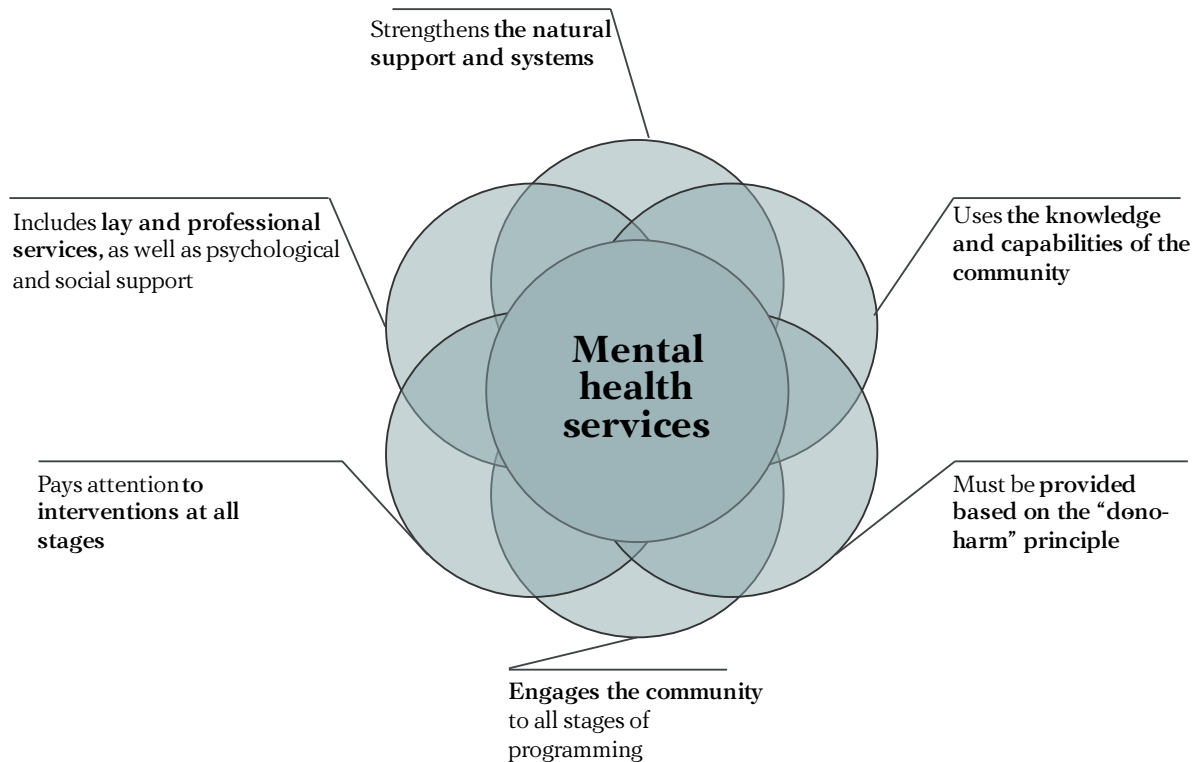 Strengthens the natural
support and systems
Includes lay and professional
services, as well as psychological
and social support
Uses the knowledge
and capabilities of the
community
Mental
health
services
Pays attention to
interventions at all
stages
Must be provided
based on the “do-no-
harm” principle
Engages the community
to all stages of
programming